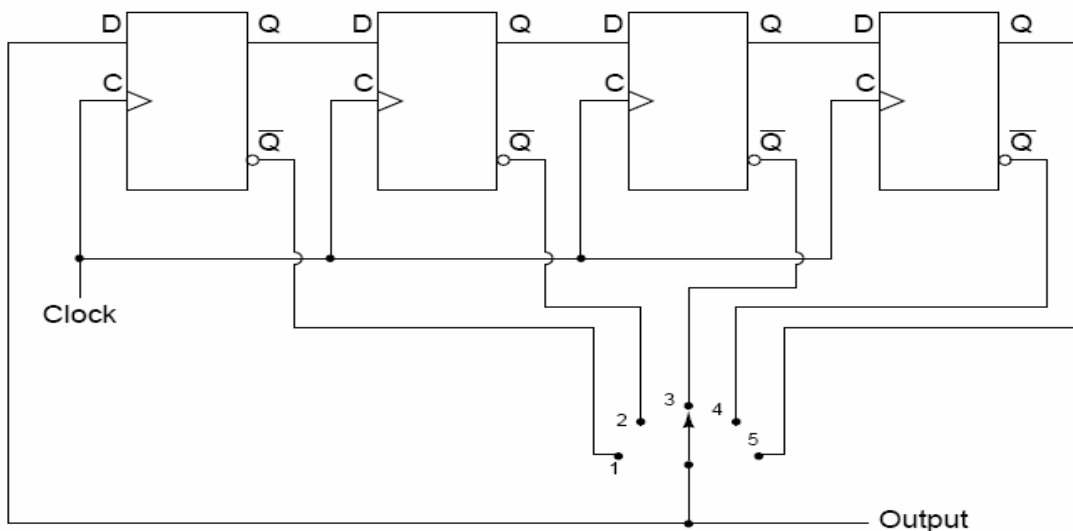 D Q D Q D Q D Q
C C C C
Q̅ Q̅ Q̅ Q̅
Clock
3
2 4
5
1
Output